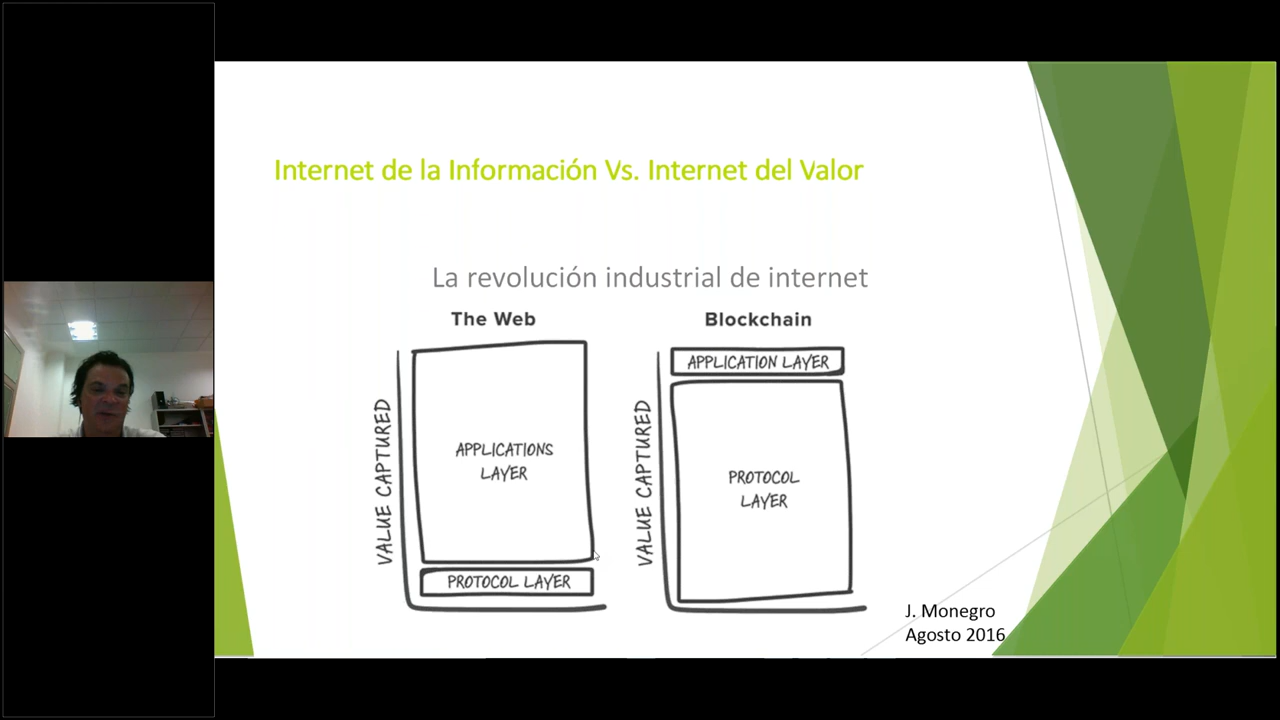 Internet de la Información Vs. Internet del Valor
La revolución industrial de internet
The Web
VALUE CAPTURED
APPLICATIONS
LAYER
PROTOCOL LAYER
Blockchain
VALUE CAPTURED
APPLICATION LAYER
PROTOCOL
LAYER
J. Monegro
Agosto 2016